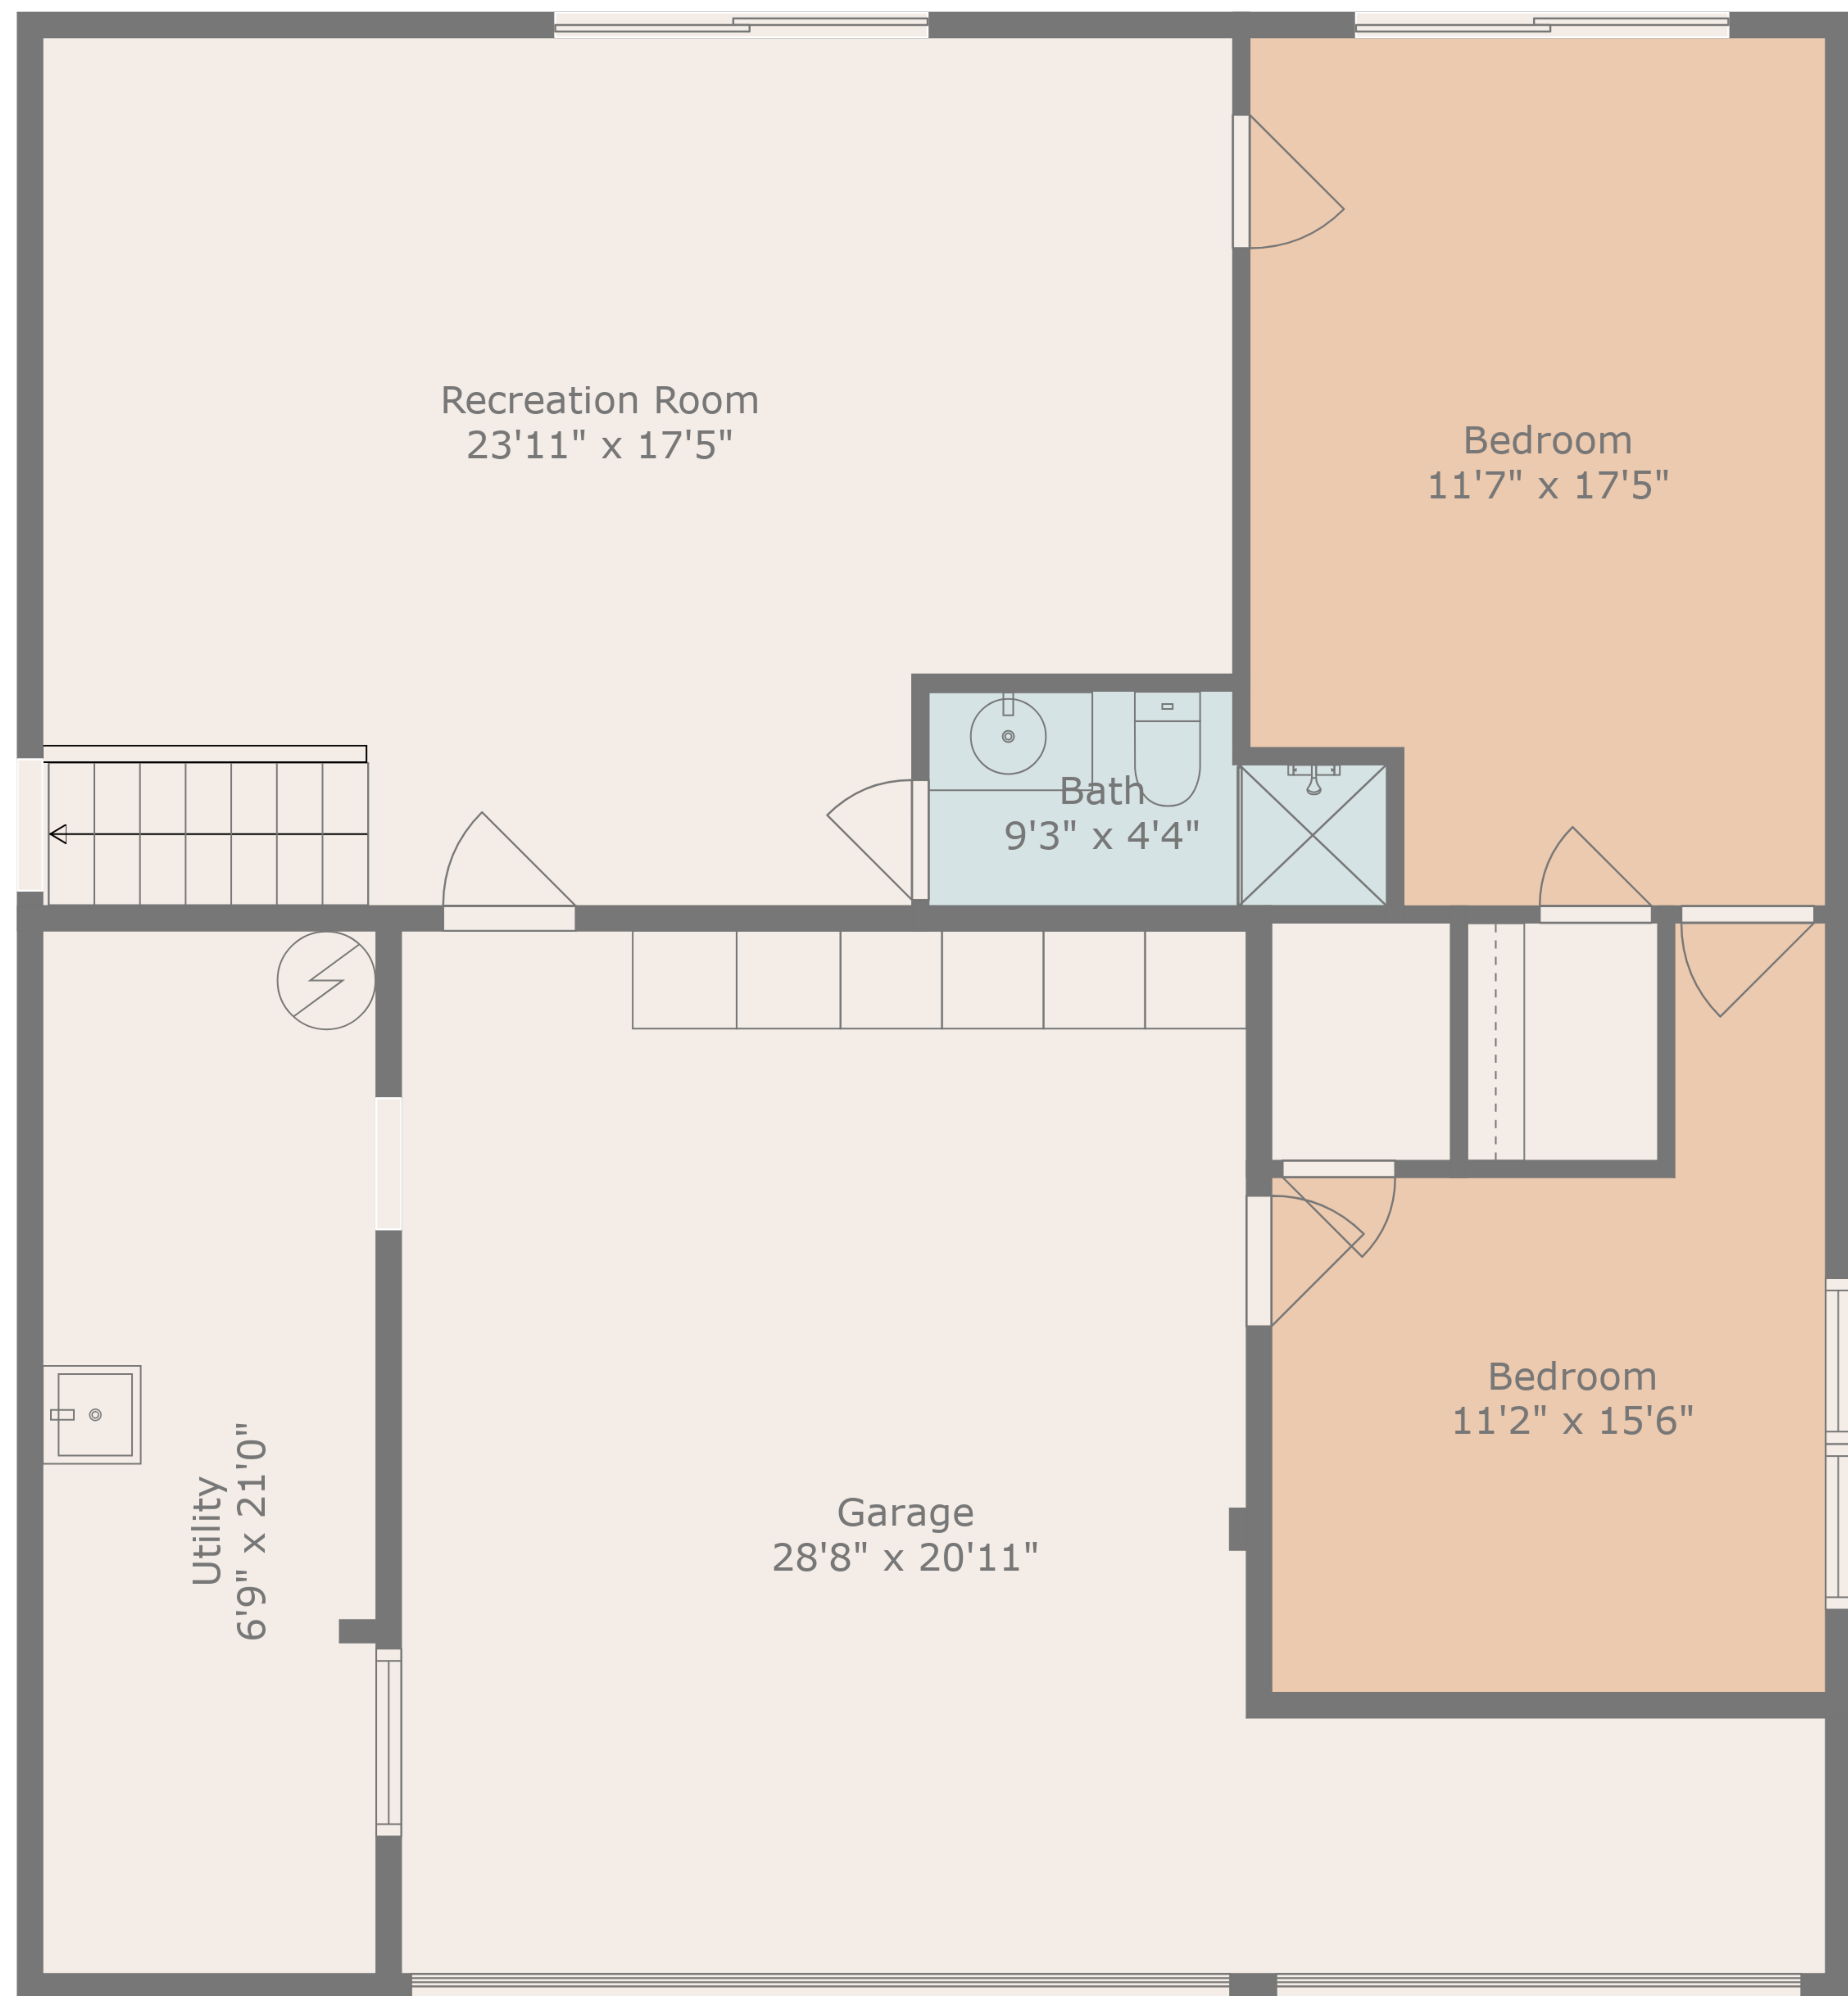 Recreation Room
23'11" x 17'5"
Bedroom
11'7" x 17'5"
Bath
9'3" x 4'4"
Bedroom
11'2" x 15'6"
Garage
28'8" x 20'11"
Utility
6'9" x 21'0"